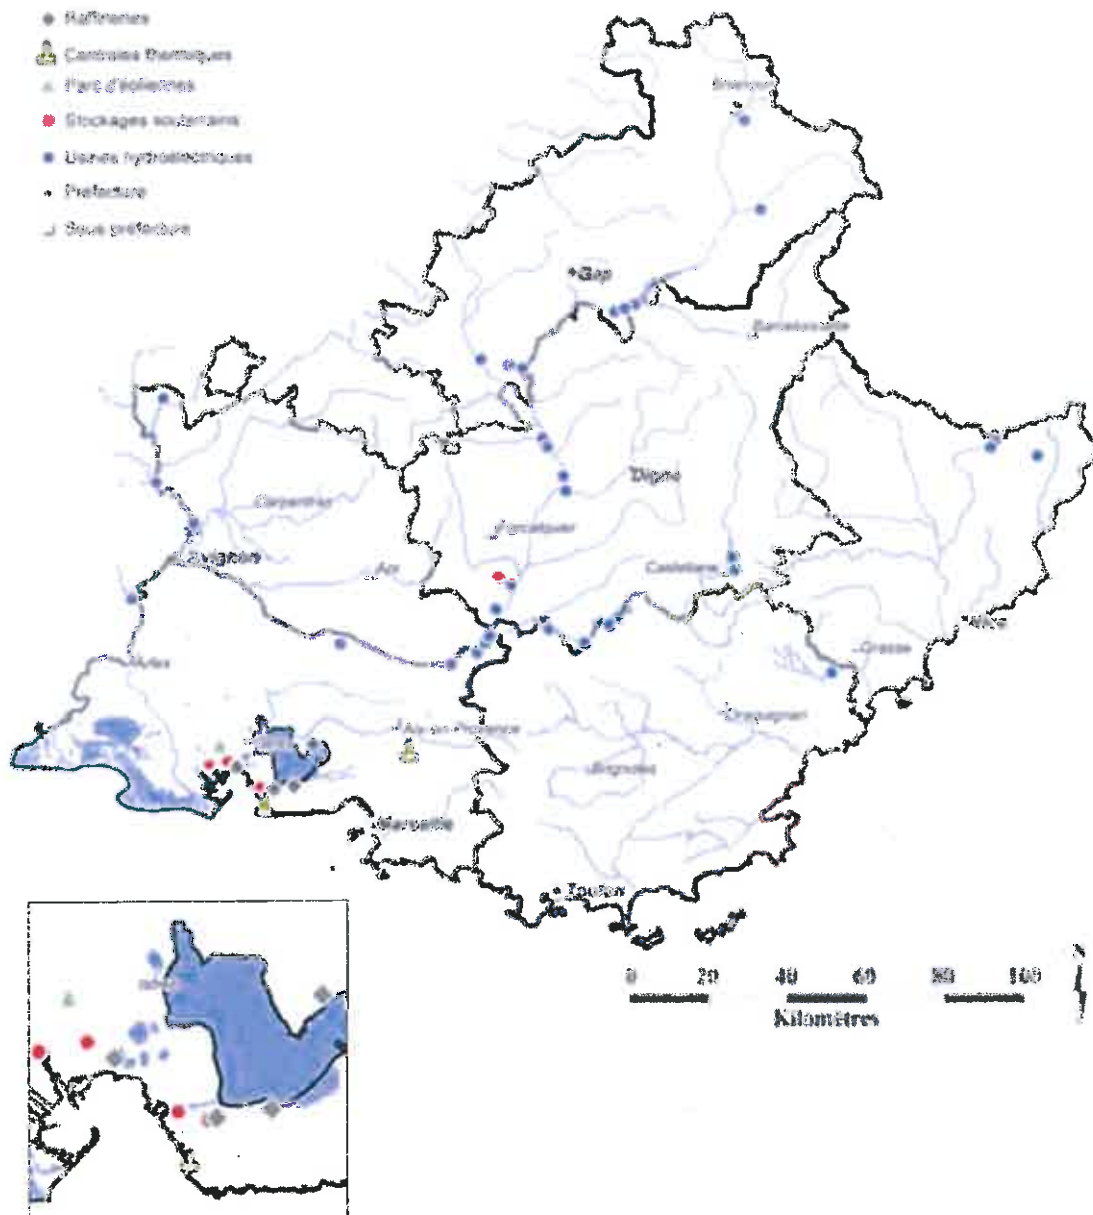 Raffineries
Centrales thermiques
Parc d'éoliennes
Stockages souterrains
Usines hydroélectriques
Préfecture
Sous préfecture
Briançon
Gap
Barcelonnette
Digne
Carpentras
Forcalquier
Avignon
Apt
Castellane
Nice
Grasse
Arles
Draguignan
Aix-en-Provence
Brignoles
Marseille
Toulon
0 20 40 60 80 100
Kilomètres